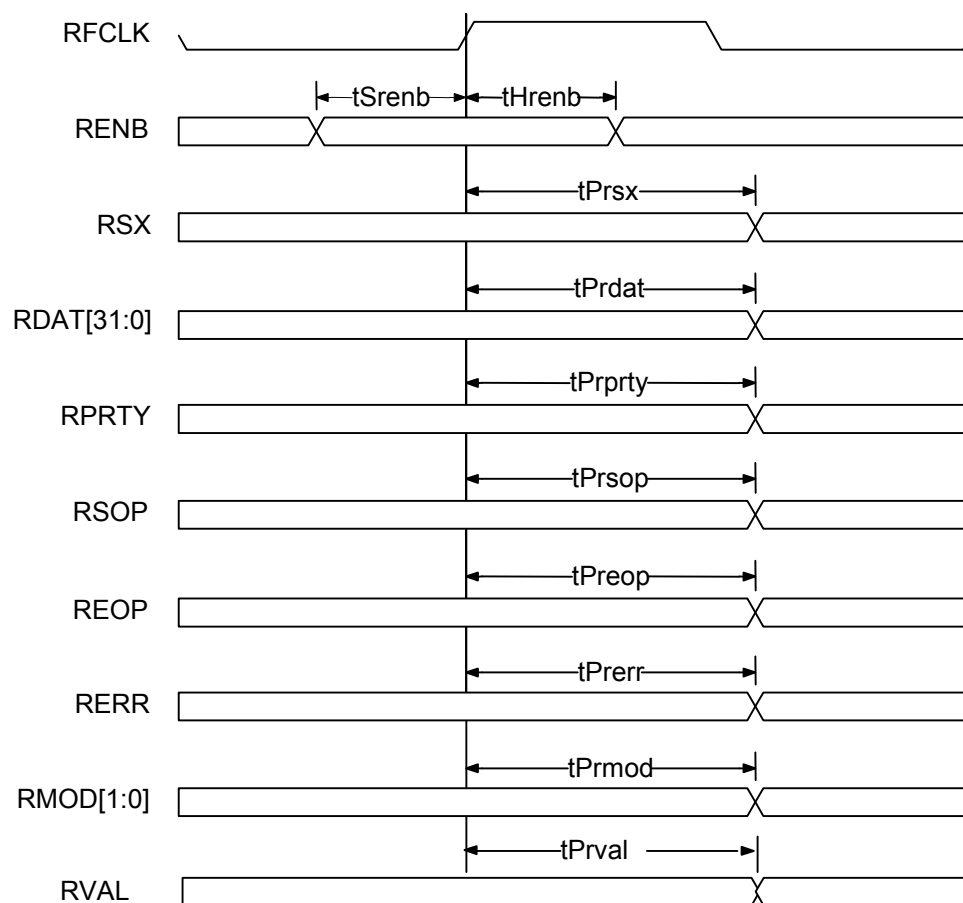 RFCLK
tSrenb tHrenb
RENB
tPrsx
RSX
tPrdat
RDAT[31:0]
tPrprty
RPRTY
tPrsop
RSOP
tPreop
REOP
tPrerr
RERR
tPrmod
RMOD[1:0]
tPrval
RVAL